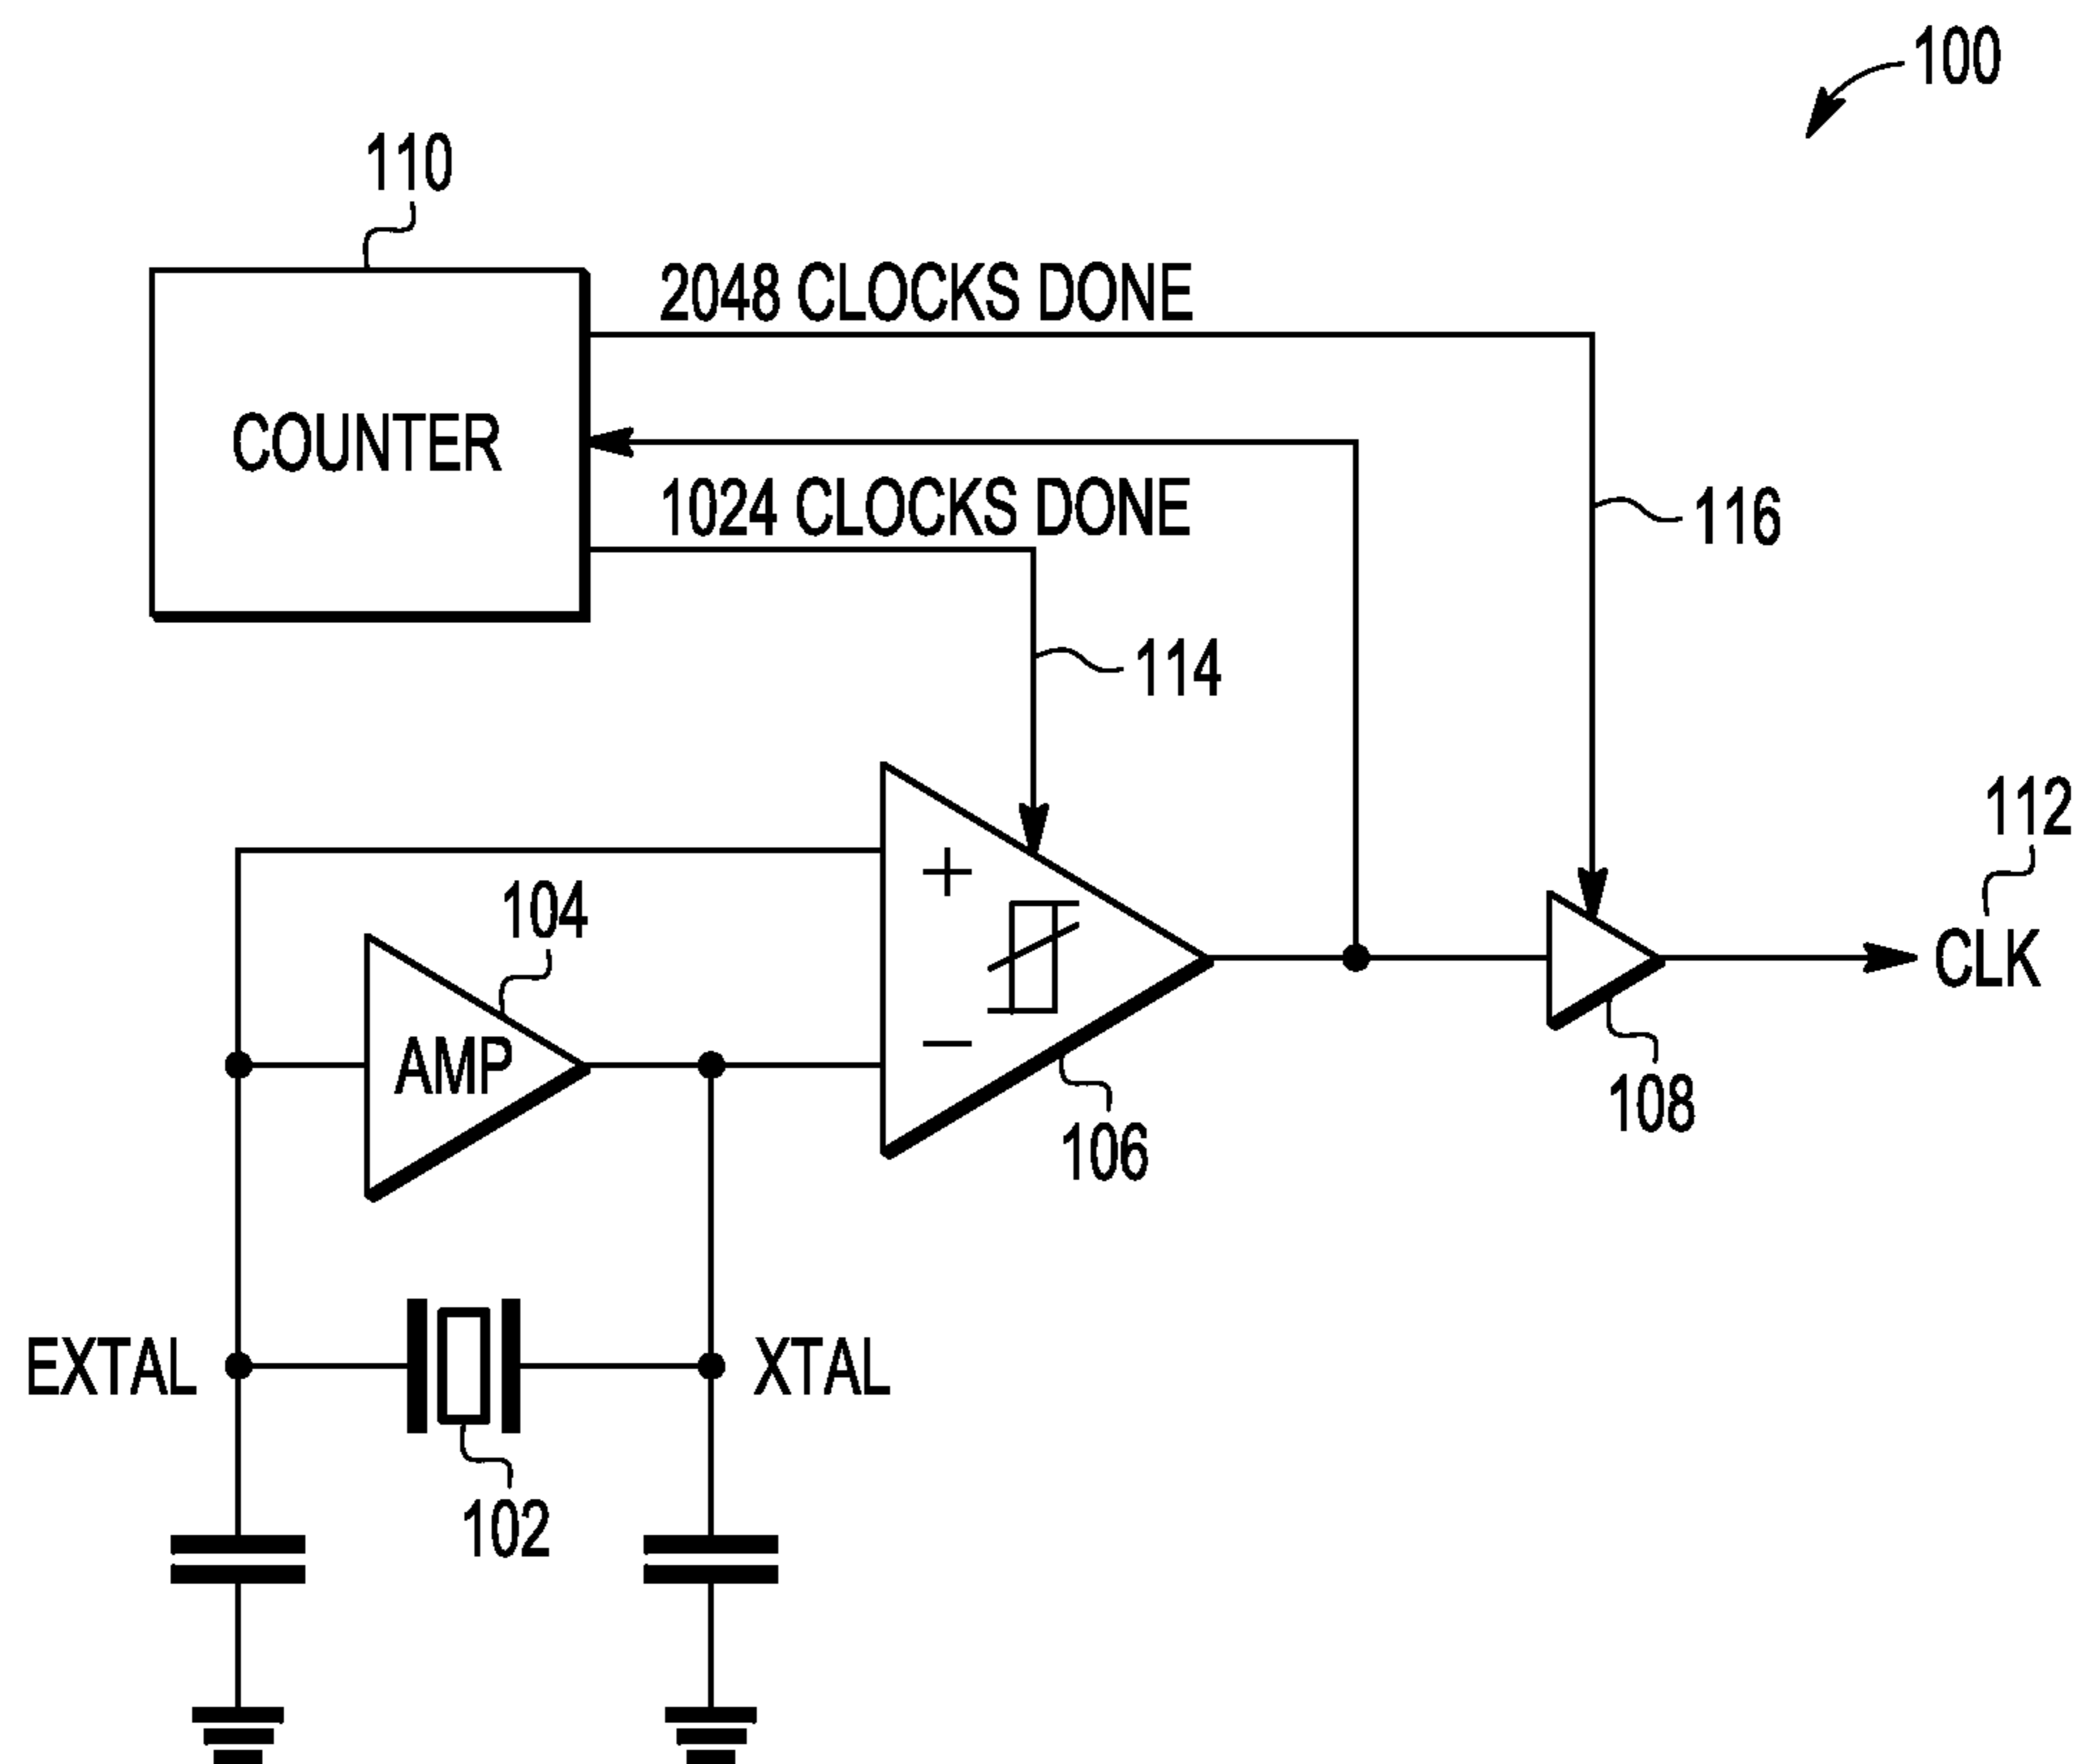 100
110
2048 CLOCKS DONE
COUNTER
1024 CLOCKS DONE
116
114
112
+
104
CLK
AMP
−
108
106
EXTAL
XTAL
102